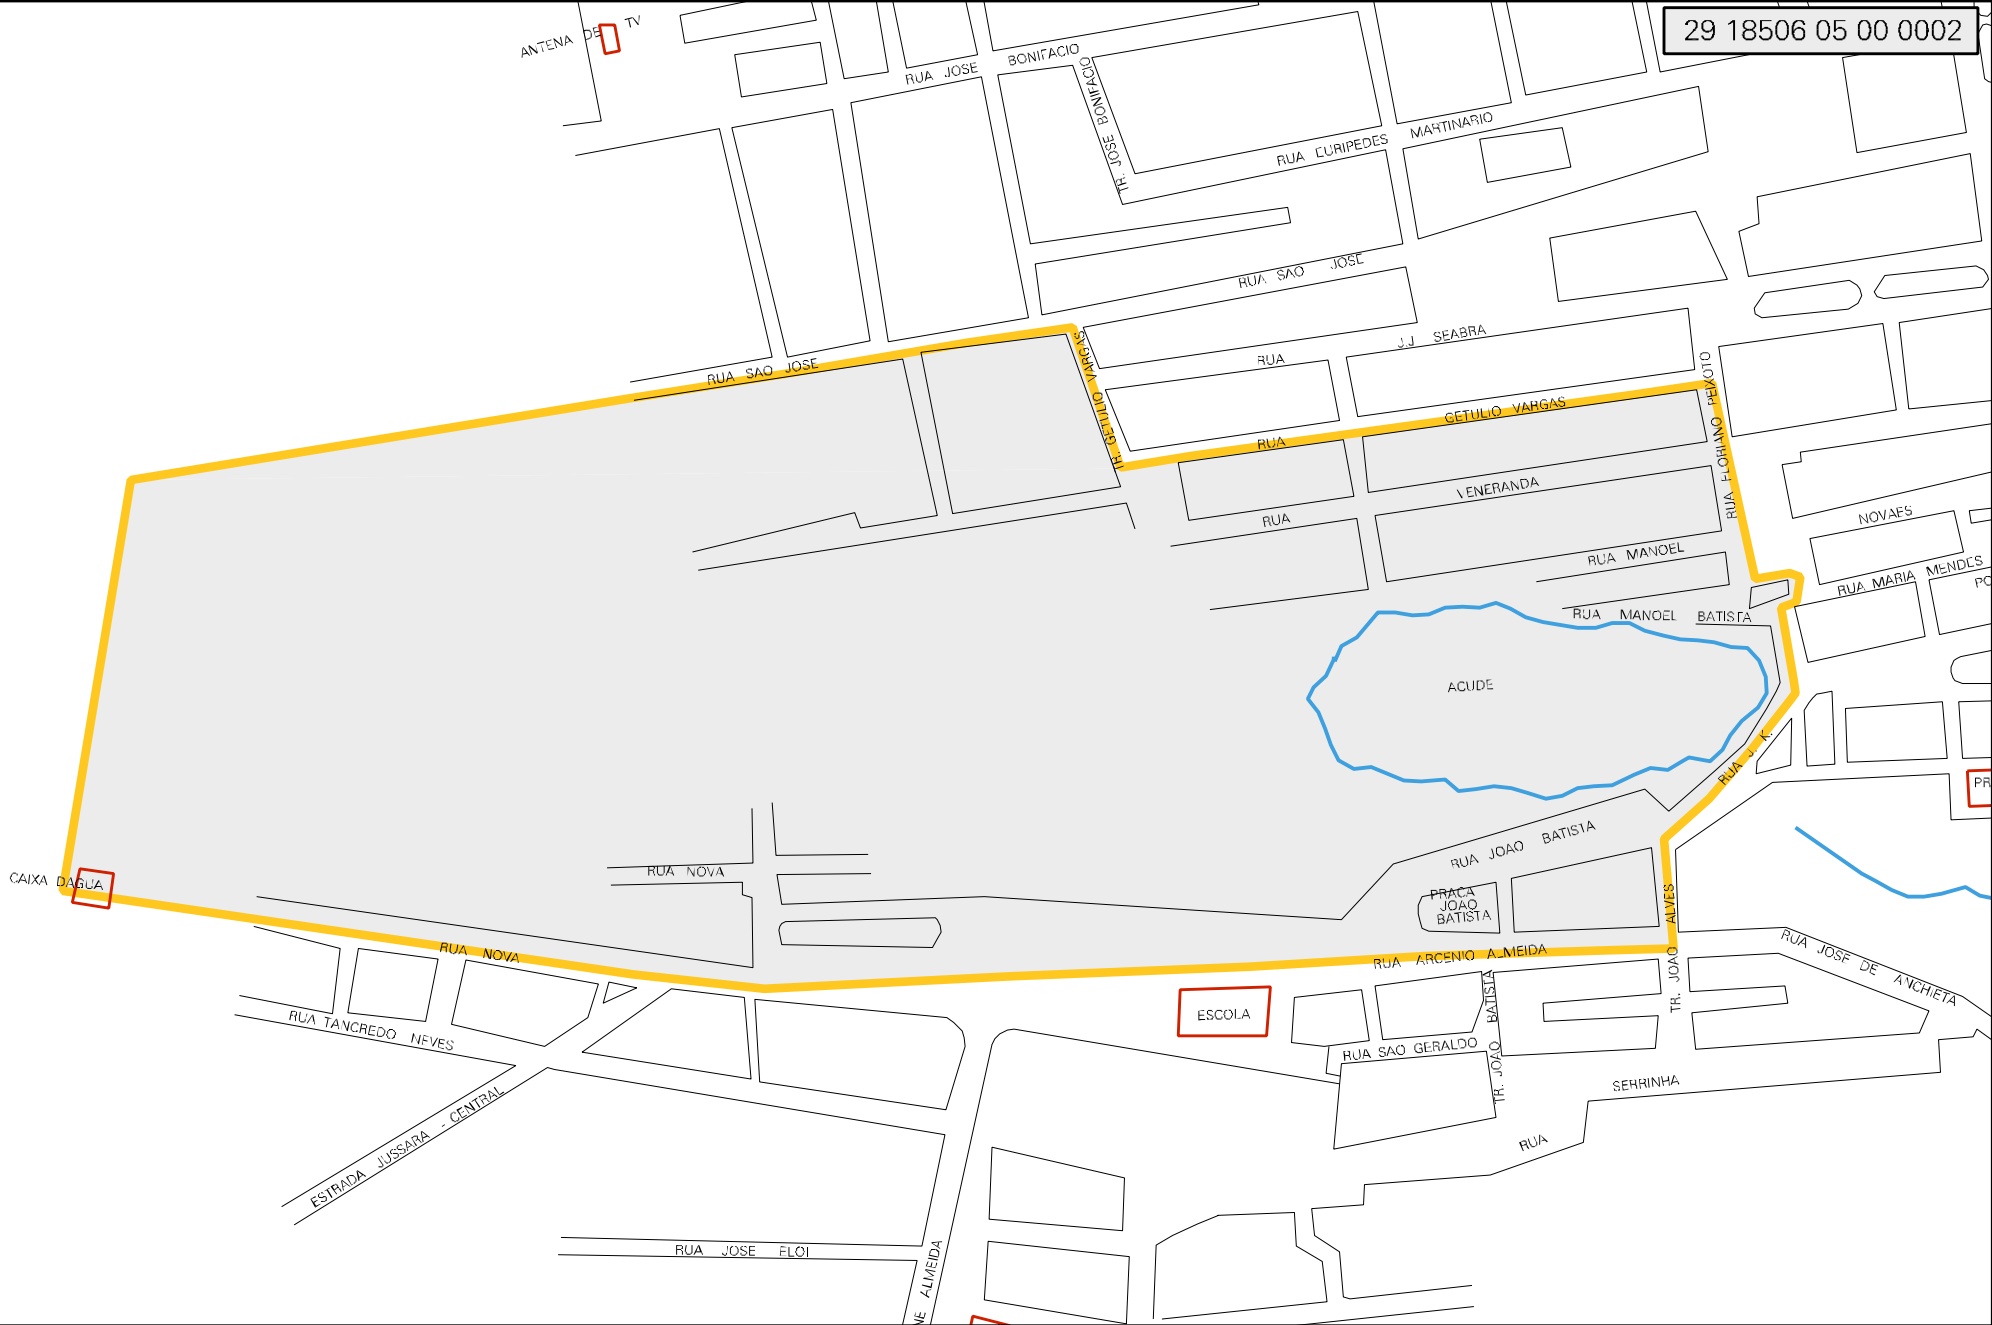 ANTENA DE TV
29 18506 05 00 0002
RUA JOSE BONIFACIO
TR. JOSE BONIFACIO
RUA EURIPEDES MARTINARIO
RUA SAO JOSE
RUA J.J SEABRA
RUA SAO JOSE
TR. GETULIO VARGAS
RUA GETULIO VARGAS
RUA FLORIANO PEIXOTO
RUA VENERANDA
NOVAES
RUA MANOEL
RUA MARIA MENDES
PO
RUA MANOEL BATISTA
ACUDE
RUA J. K.
PR
RUA JOAO BATISTA
CAIXA DAGUA
RUA NOVA
PRACA
JOAO
BATISTA
TR. JOAO ALVES
RUA NOVA
RUA ARCENIO ALMEIDA
RUA JOSE DE ANCHIETA
RUA TANCREDO NEVES
ESCOLA
TR. JOAO BATISTA
RUA SAO GERALDO
RUA SERRINHA
ESTRADA JUSSARA - CENTRAL
RUA JOSE ELOI
NE ALMEIDA